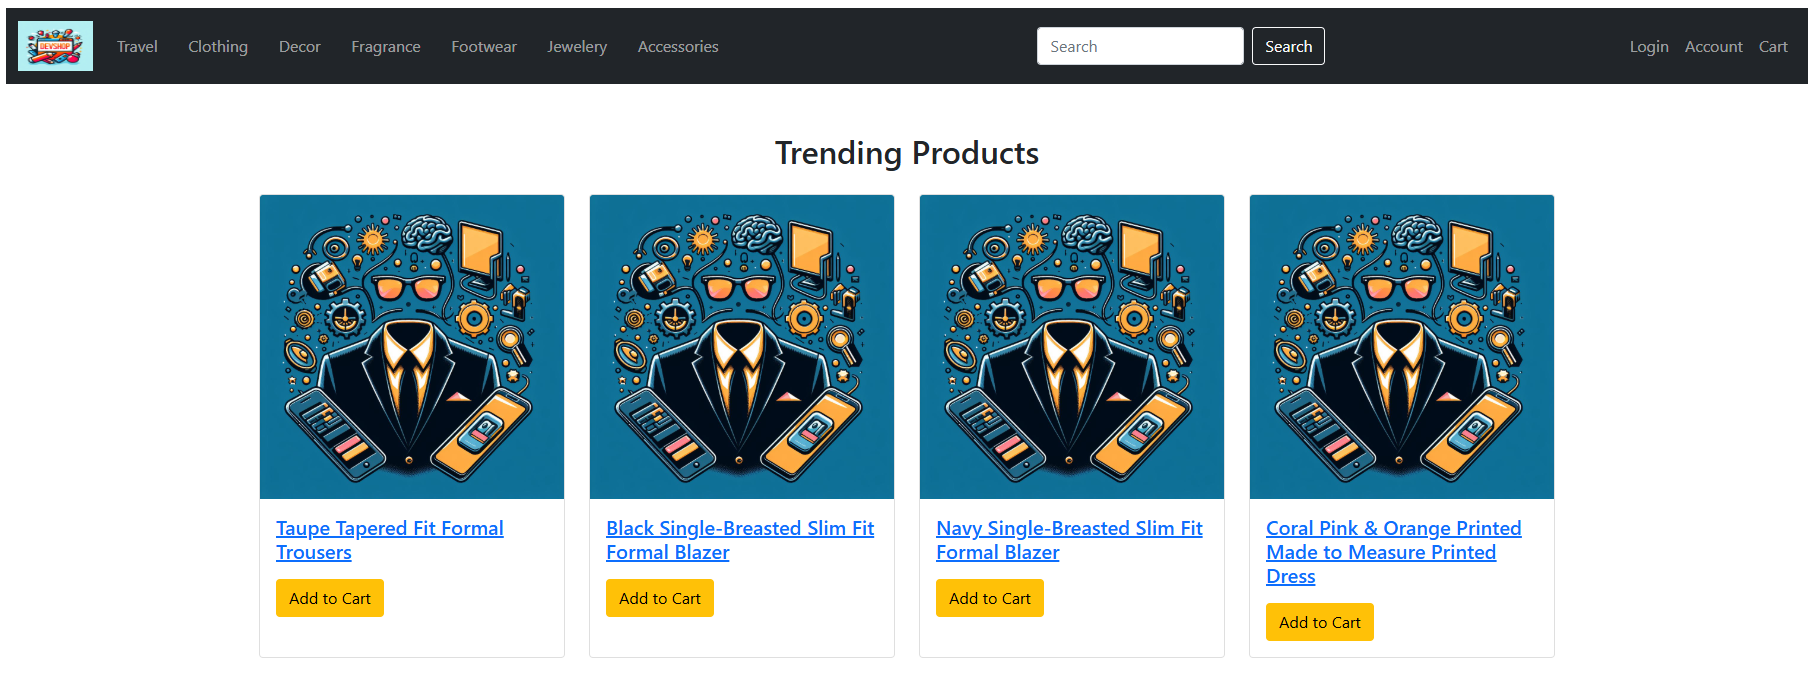 DEVSHOP
Travel Clothing Decor Fragrance Footwear Jewelery Accessories Search Search Login Account Cart
Trending Products
Taupe Tapered Fit Formal
Trousers
Add to Cart
Black Single-Breasted Slim Fit
Formal Blazer
Add to Cart
Navy Single-Breasted Slim Fit
Formal Blazer
Add to Cart
Coral Pink & Orange Printed
Made to Measure Printed
Dress
Add to Cart